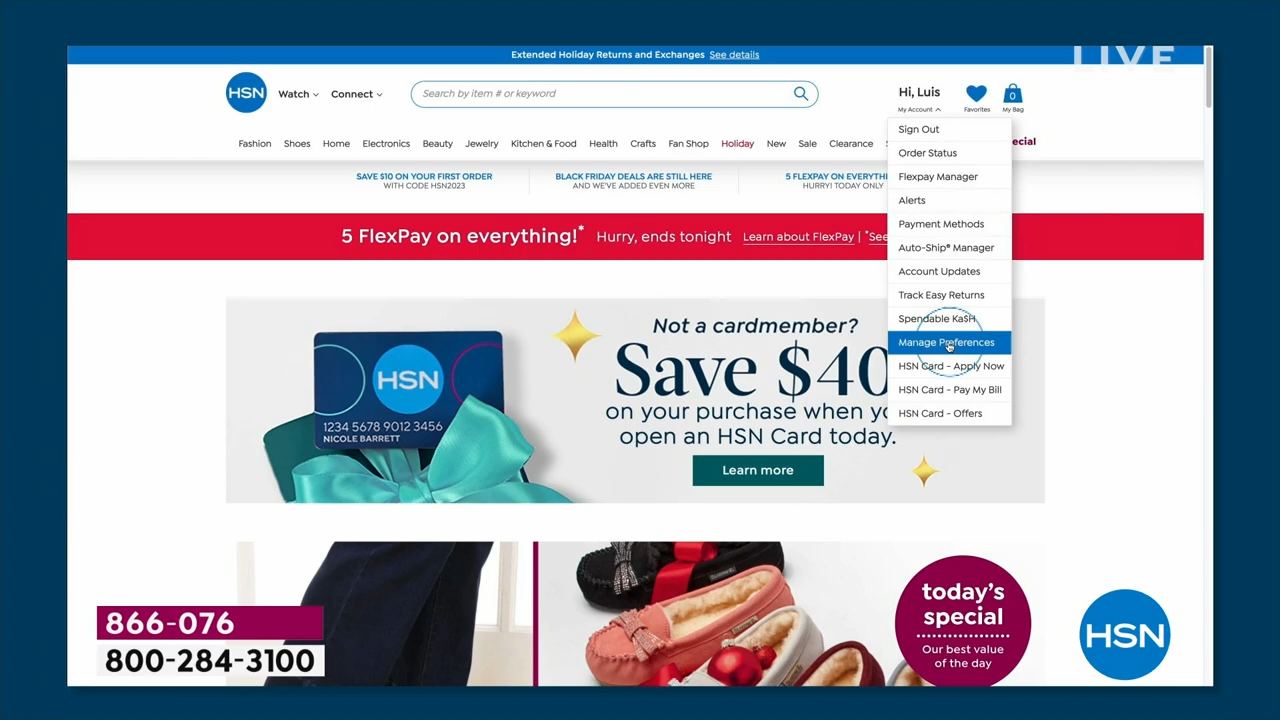 Extended Holiday Returns and Exchanges See details
LIVE
HSN
Watch
Connect
Search by item # or keyword
Hi, Luis
My Account
Favorites
0
My Bag
Fashion Shoes Home Electronics Beauty Jewelry Kitchen & Food Health Crafts Fan Shop Holiday New Sale Clearance
Sign Out
Order Status
Flexpay Manager
Alerts
Payment Methods
Auto-Ship® Manager
Account Updates
Track Easy Returns
Spendable Ka$H
Manage Preferences
HSN Card - Apply Now
HSN Card - Pay My Bill
HSN Card - Offers
SAVE $10 ON YOUR FIRST ORDER
WITH CODE HSN2023
BLACK FRIDAY DEALS ARE STILL HERE
AND WE'VE ADDED EVEN MORE
5 FLEXPAY ON
HURRY! TODAY ONLY
5 FlexPay on everything!* Hurry, ends tonight Learn about FlexPay | *See
HSN
1234 5678 9012 3456
NICOLE BARRETT
Not a cardmember?
Save $40
on your purchase when
open an HSN Card today.
Learn more
today's
special
Our best value
of the day
866-076
800-284-3100
HSN